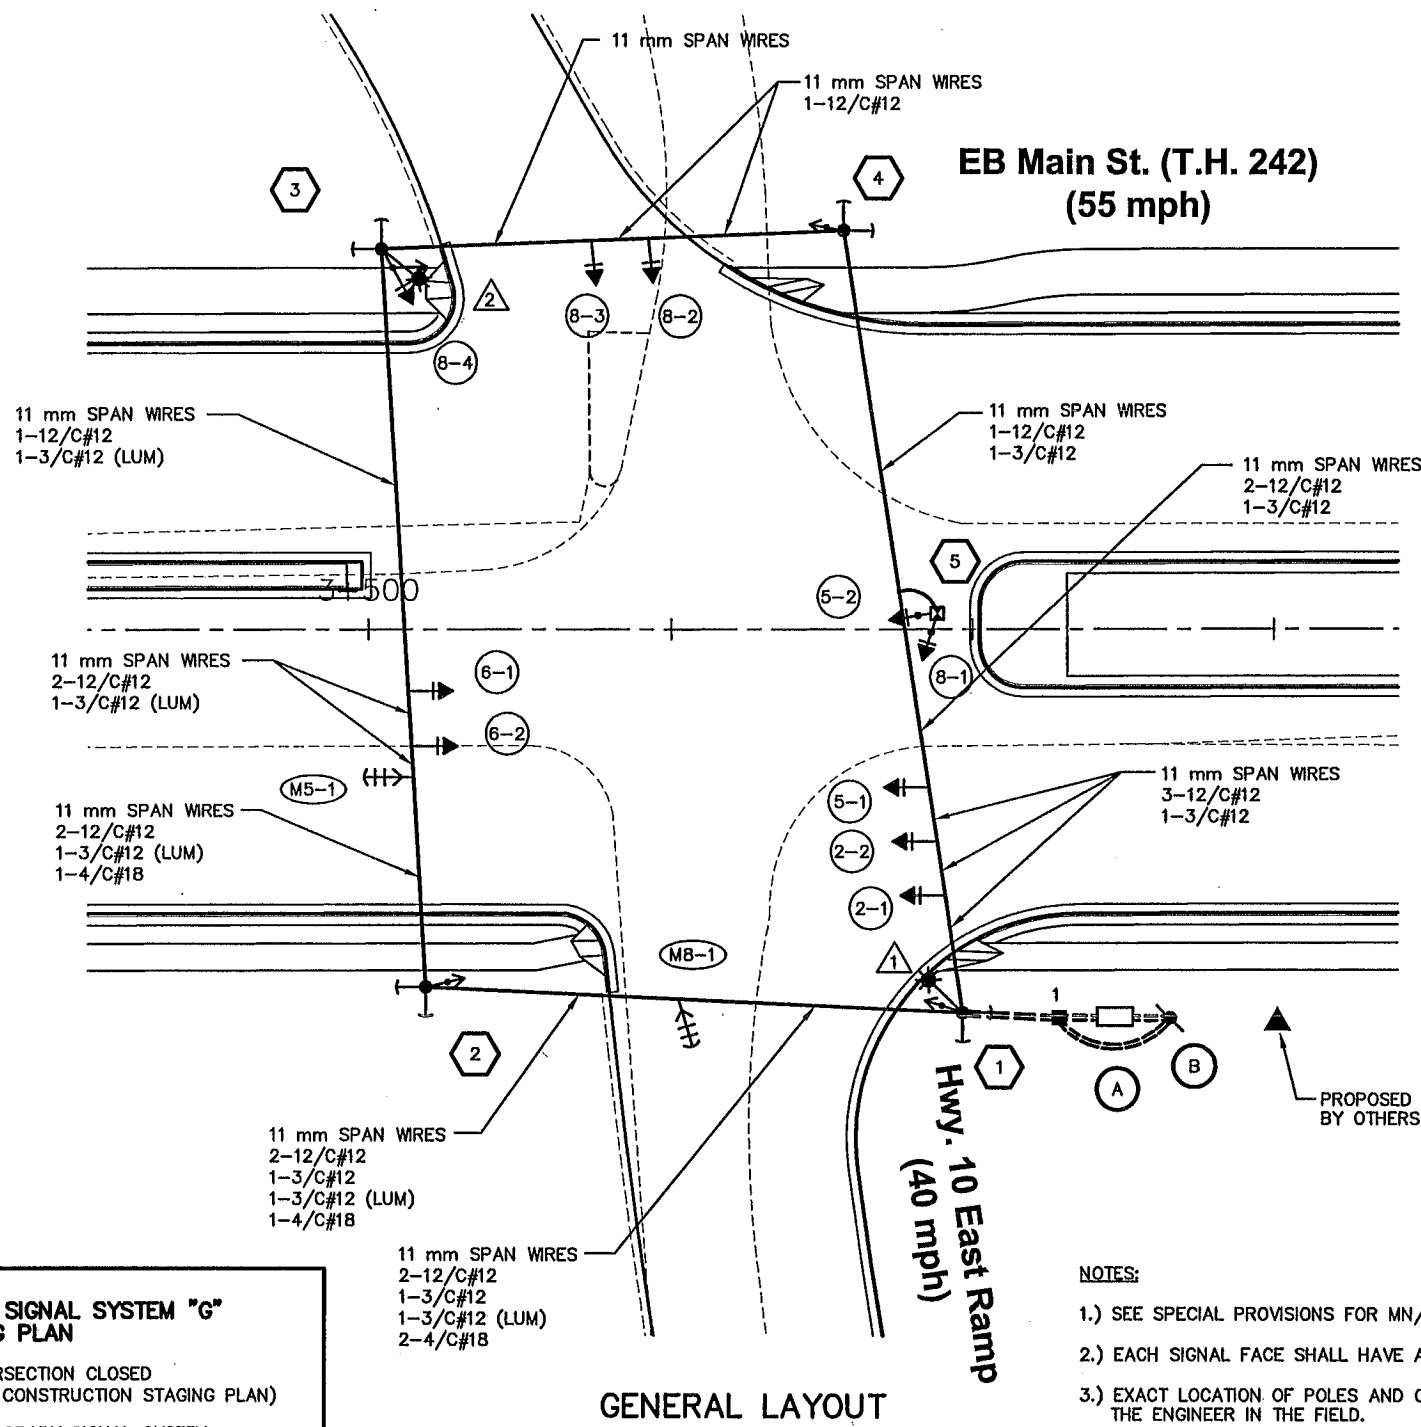 11 mm SPAN WIRES
11 mm SPAN WIRES
1-12/C#12
EB Main St. (T.H. 242)
(55 mph)
3
4
2
8-3
8-2
8-4
11 mm SPAN WIRES
1-12/C#12
1-3/C#12 (LUM)
11 mm SPAN WIRES
1-12/C#12
1-3/C#12
11 mm SPAN WIRES
2-12/C#12
1-3/C#12
5
5-2
500
8-1
11 mm SPAN WIRES
2-12/C#12
1-3/C#12 (LUM)
6-1
6-2
M5-1
11 mm SPAN WIRES
2-12/C#12
1-3/C#12 (LUM)
1-4/C#18
5-1
2-2
2-1
11 mm SPAN WIRES
3-12/C#12
1-3/C#12
M8-1
1
1
2
1
A
B
PROPOSED
BY OTHERS
Hwy. 10 East Ramp
(40 mph)
11 mm SPAN WIRES
2-12/C#12
1-3/C#12
1-3/C#12 (LUM)
1-4/C#18
11 mm SPAN WIRES
2-12/C#12
1-3/C#12
1-3/C#12 (LUM)
2-4/C#18
SIGNAL SYSTEM "G"
PLAN
RSECTION CLOSED
CONSTRUCTION STAGING PLAN)
GENERAL LAYOUT
NOTES:
1.) SEE SPECIAL PROVISIONS FOR MN/
2.) EACH SIGNAL FACE SHALL HAVE A
3.) EXACT LOCATION OF POLES AND
THE ENGINEER IN THE FIELD.